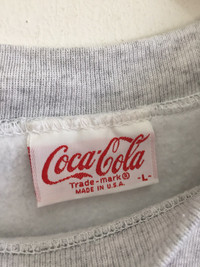 Coca-Cola
Trade-mark®
MADE IN U.S.A.
-L-